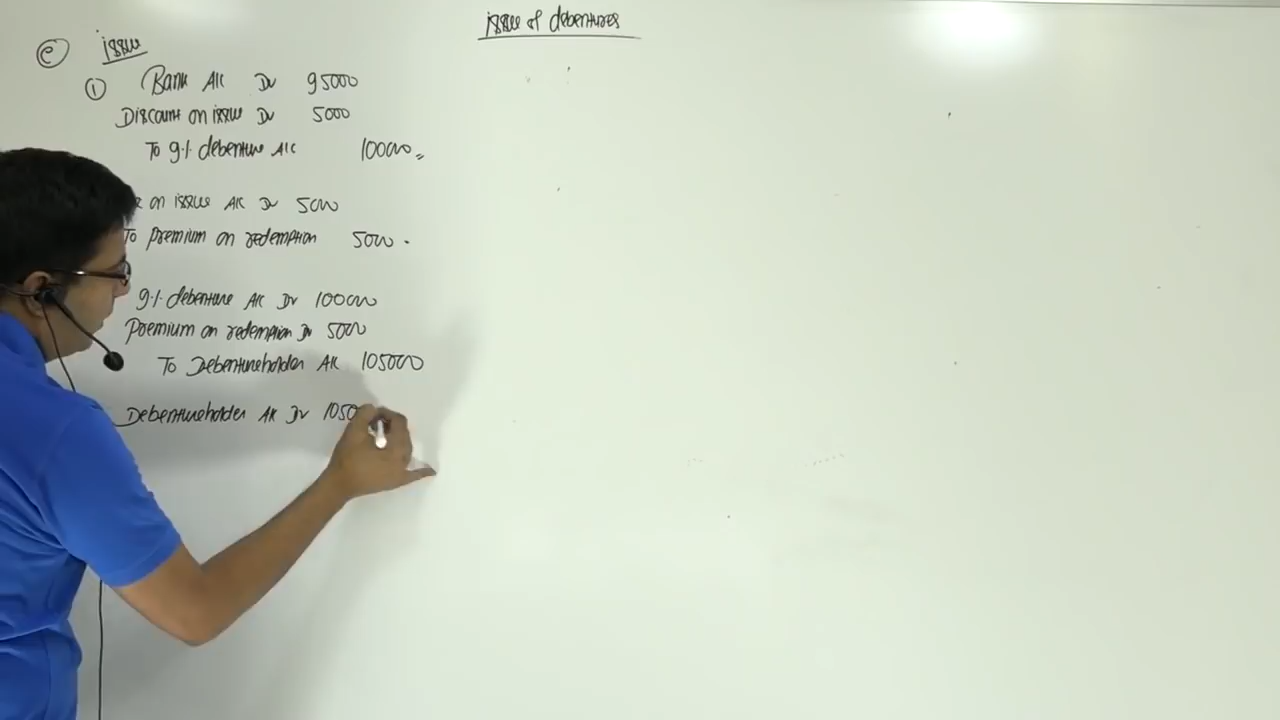 issue of debentures
e issue
1 Bank A/c Dr 95000
Discount on issue Dr 5000
To 9% debenture A/c 100000
on issue A/c Dr 5000
To premium on redemption 5000
9% debenture A/c Dr 100000
Premium on redemption Dr 5000
To Debentureholder A/c 105000
Debentureholder A/c Dr 1050